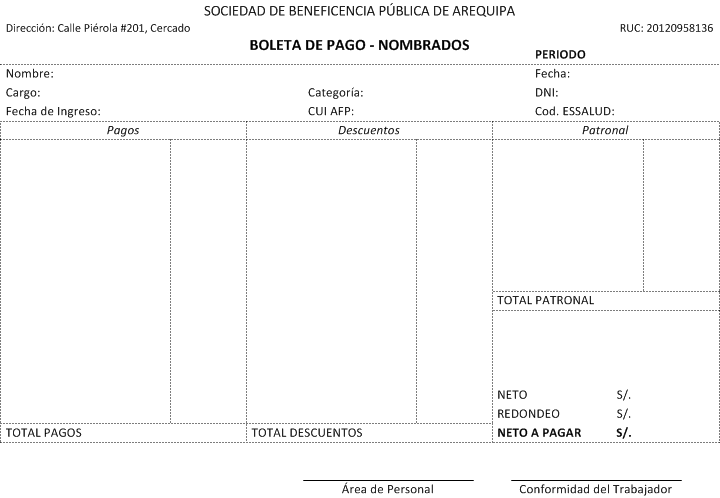 SOCIEDAD DE BENEFICENCIA PÚBLICA DE AREQUIPA
Dirección: Calle Piérola #201, Cercado RUC: 20120958136
BOLETA DE PAGO - NOMBRADOS
PERIODO
Nombre: Fecha:
Cargo: Categoría: DNI:
Fecha de Ingreso: CUI AFP: Cod. ESSALUD:
Pagos Descuentos Patronal
TOTAL PATRONAL
NETO S/.
REDONDEO S/.
TOTAL PAGOS TOTAL DESCUENTOS NETO A PAGAR S/.
Área de Personal Conformidad del Trabajador